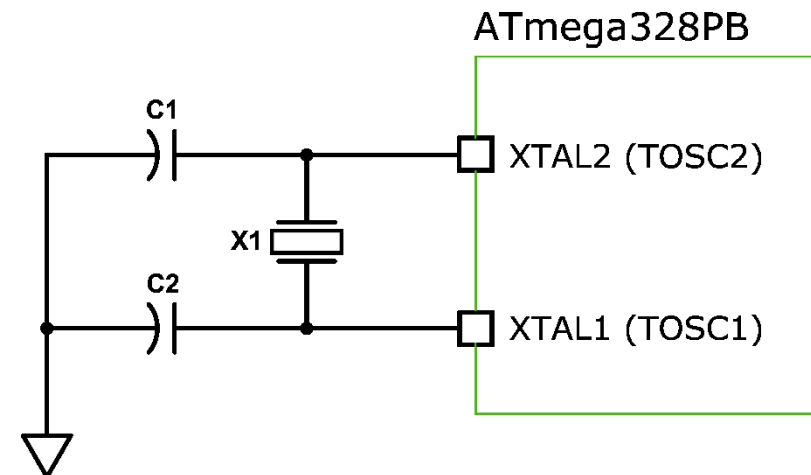 ATmega328PB
C1
XTAL2 (TOSC2)
X1
C2
XTAL1 (TOSC1)